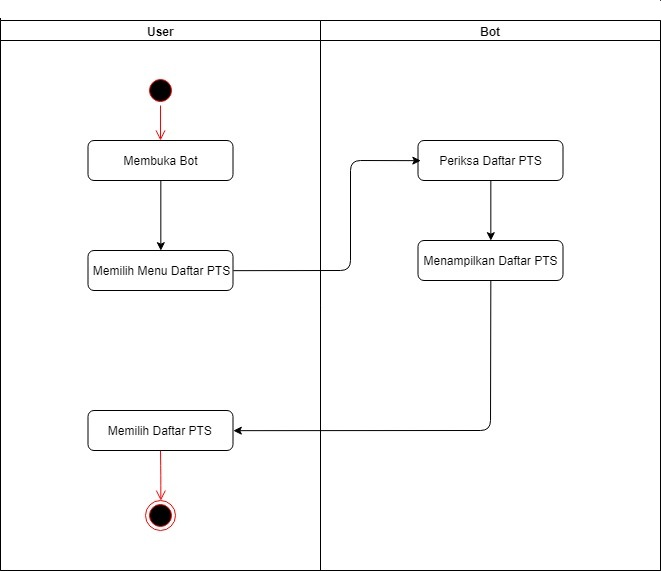 User
Bot
Membuka Bot
Periksa Daftar PTS
Memilih Menu Daftar PTS
Menampilkan Daftar PTS
Memilih Daftar PTS